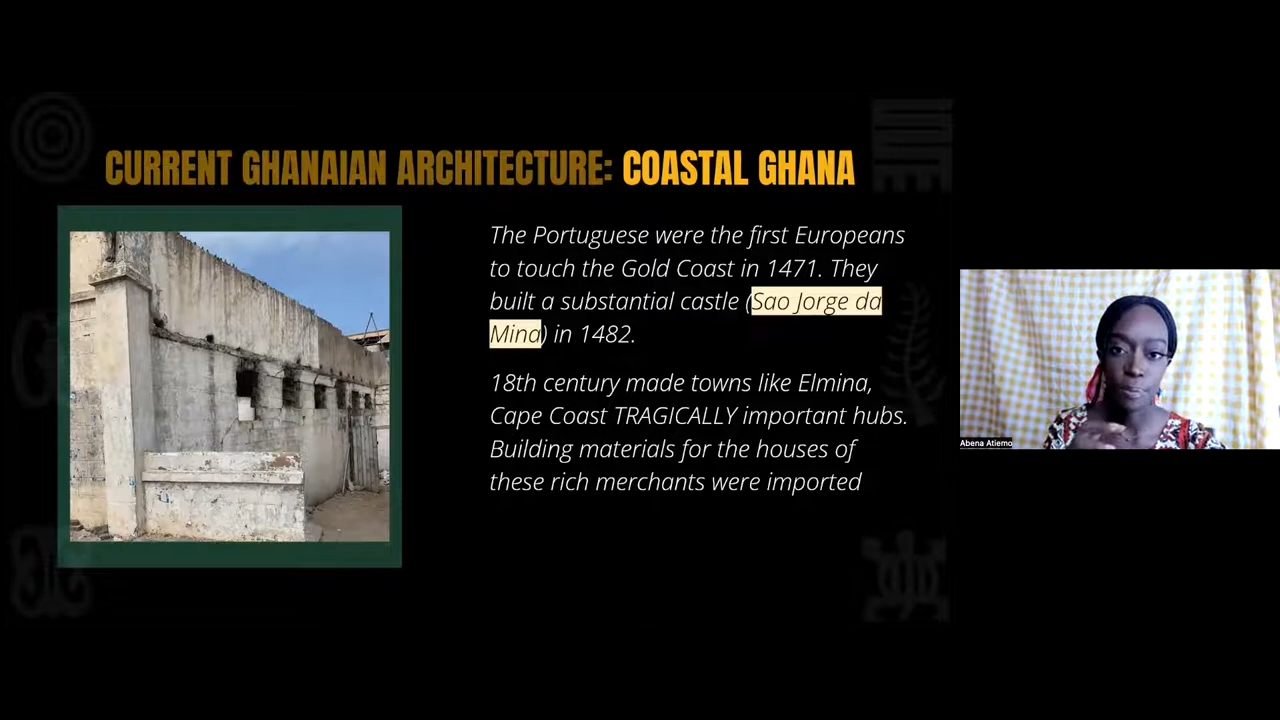 CURRENT GHANAIAN ARCHITECTURE: COASTAL GHANA
The Portuguese were the first Europeans
to touch the Gold Coast in 1471. They
built a substantial castle (Sao Jorge da
Mina) in 1482.
18th century made towns like Elmina,
Cape Coast TRAGICALLY important hubs.
Building materials for the houses of
these rich merchants were imported
Abena Atiemo